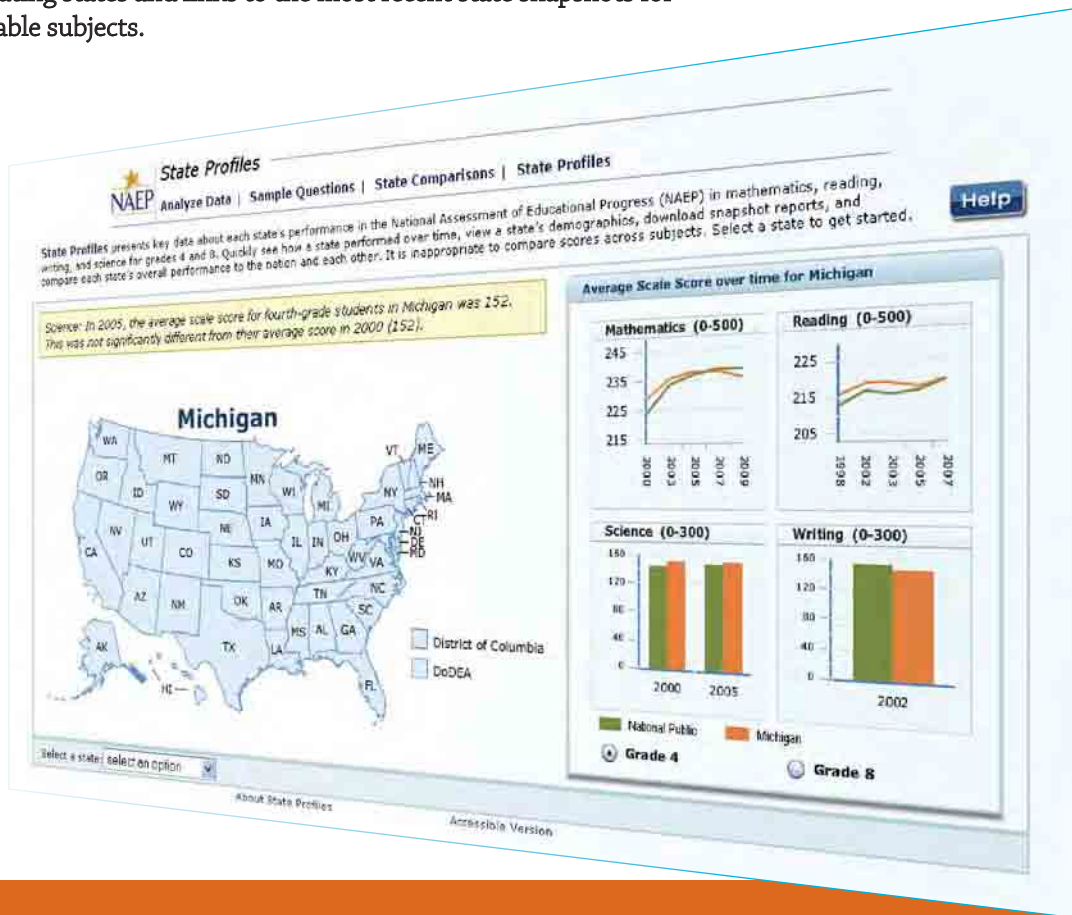 able subjects.
State Profiles
NAEP
Analyze Data | Sample Questions | State Comparisons | State Profiles
State Profiles presents key data about each state's performance in the National Assessment of Educational Progress (NAEP) in mathematics, reading,
writing, and science for grades 4 and 8. Quickly see how a state performed over time, view a state's demographics, download snapshot reports, and
compare each state's overall performance to the nation and each other. It is inappropriate to compare scores across subjects. Select a state to get started.
Help
Science: In 2005, the average scale score for fourth-grade students in Michigan was 152.
This was not significantly different from their average score in 2000 (152).
Michigan
WA
OR
CA
ID
NV
MT
WY
UT
AZ
CO
NM
ND
SD
NE
KS
OK
TX
MN
IA
MO
AR
LA
WI
IL
IN
MI
OH
KY
TN
MS
AL
GA
FL
SC
NC
VA
WV
PA
NY
VT
ME
NH
MA
RI
CT
NJ
DE
MD
AK
HI
District of Columbia
DoDEA
Select a state: select an option
About State Profiles
Accessible Version
Average Scale Score over time for Michigan
Mathematics (0-500)
245
235
225
215
2000
2003
2005
2007
2009
Reading (0-500)
225
215
205
1998
2002
2003
2005
2007
Science (0-300)
160
120
80
40
0
2000
2005
Writing (0-300)
160
120
80
40
0
2002
National Public
Michigan
Grade 4
Grade 8